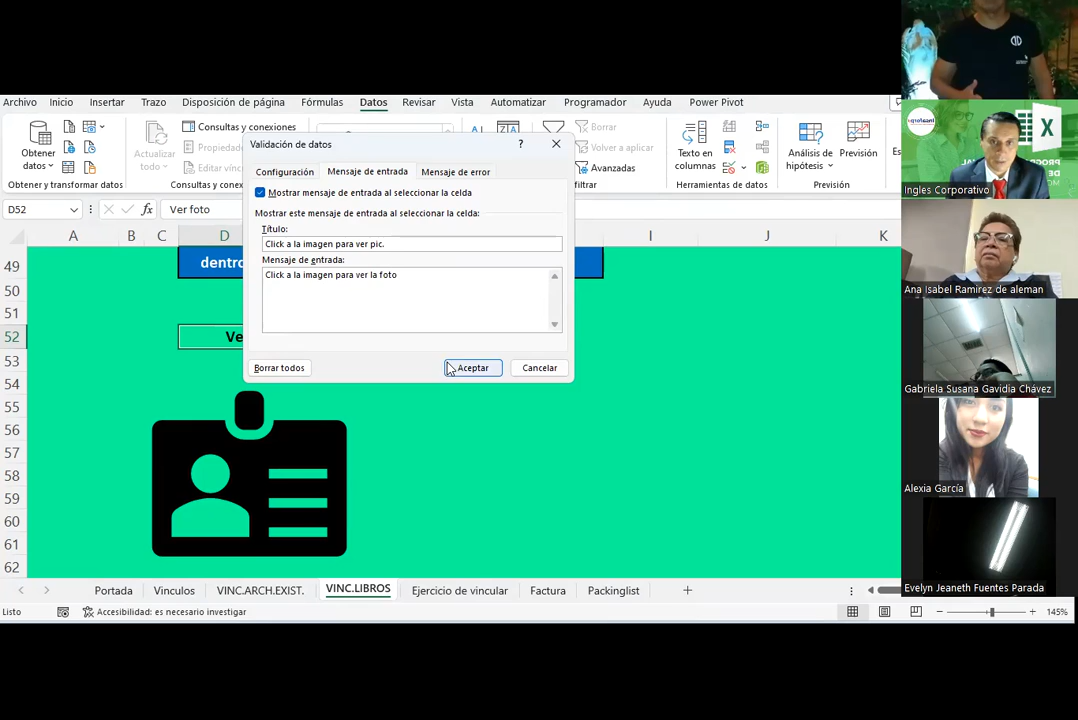 Archivo Inicio Insertar Trazo Disposición de página Fórmulas Datos Revisar Vista Automatizar Programador Ayuda Power Pivot
Obtener datos
Obtener y transformar datos
Actualizar todo
Consultas y conexiones
Propiedade
Editar víncu
Consultas y conex
Borrar
Volver a aplicar
Avanzadas
filtrar
Texto en columnas
Herramientas de datos
Análisis de hipótesis
Previsión
Previsión
Validación de datos
?
Configuración Mensaje de entrada Mensaje de error
Mostrar mensaje de entrada al seleccionar la celda
Mostrar este mensaje de entrada al seleccionar la celda:
Título:
Click a la imagen para ver pic.
Mensaje de entrada:
Click a la imagen para ver la foto
Borrar todos Aceptar Cancelar
D52 fx Ver foto
A B C D I J K
49 dentro
50
51
52 Ve
53
54
55
56
57
58
59
60
61
62
Portada Vinculos VINC.ARCH.EXIST. VINC.LIBROS Ejercicio de vincular Factura Packinglist +
Listo Accesibilidad: es necesario investigar 145%
Ingles Corporativo
Ana Isabel Ramirez de aleman
Gabriela Susana Gavidia Chávez
Alexia García
Evelyn Jeaneth Fuentes Parada